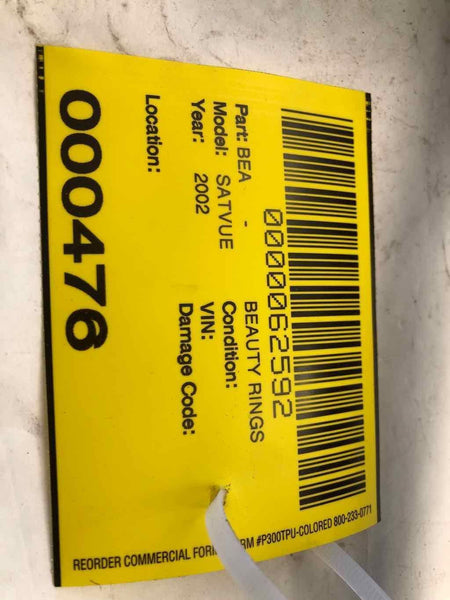 0000062592
Part: BEA - BEAUTY RINGS
Model: SATVUE Condition:
Year: 2002 VIN:
Damage Code:
Location:
000476
REORDER COMMERCIAL FORM #P300TPU-COLORED 800-233-0771